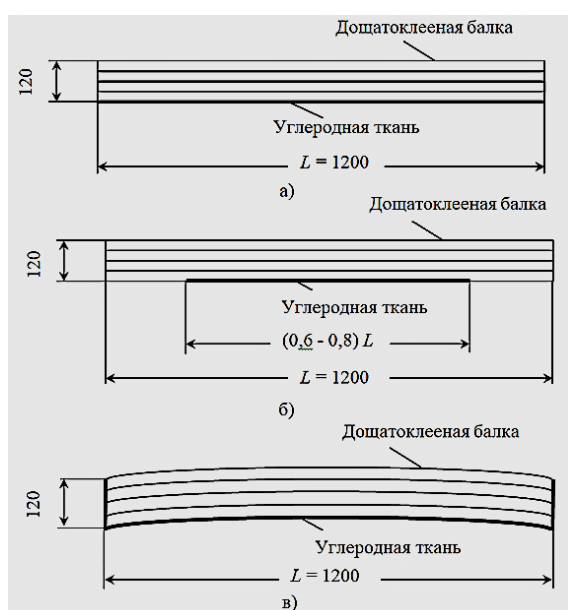 Дощатоклееная балка
120
Углеродная ткань
L = 1200
а)
Дощатоклееная балка
120
Углеродная ткань
(0,6 - 0,8) L
L = 1200
б)
Дощатоклееная балка
120
Углеродная ткань
L = 1200
в)